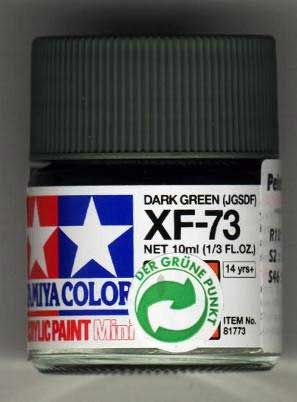 DARK GREEN (JGSDF)
XF-73
NET 10ml (1/3 FL.OZ.)
TAMIYA COLOR
ACRYLIC PAINT Mini
DER GRÜNE PUNKT
14 yrs+
ITEM No.
81773